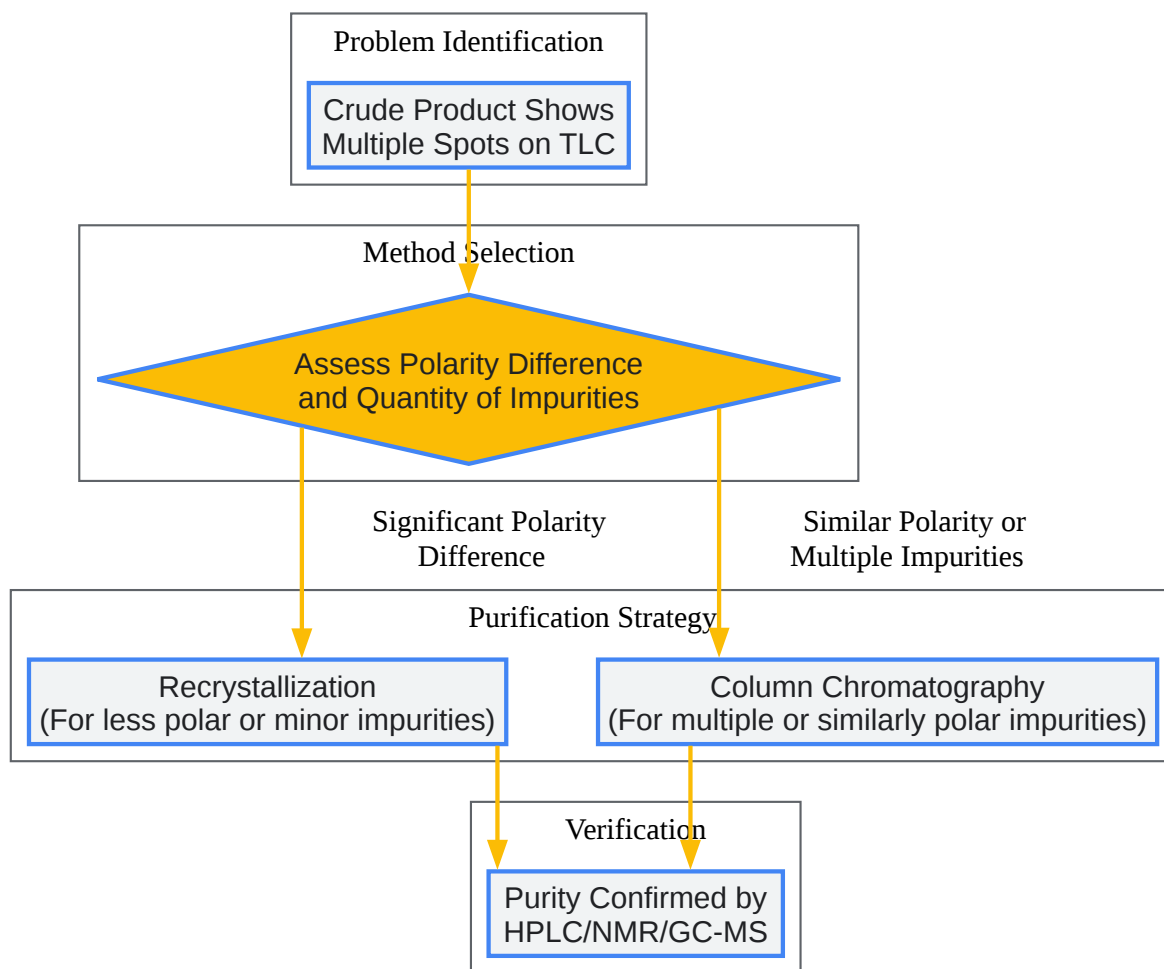 Problem Identification
Crude Product Shows
Multiple Spots on TLC
Method Selection
Assess Polarity Difference
and Quantity of Impurities
Significant Polarity
Difference
Similar Polarity or
Multiple Impurities
Purification Strategy
Recrystallization
(For less polar or minor impurities)
Column Chromatography
(For multiple or similarly polar impurities)
Verification
Purity Confirmed by
HPLC/NMR/GC-MS